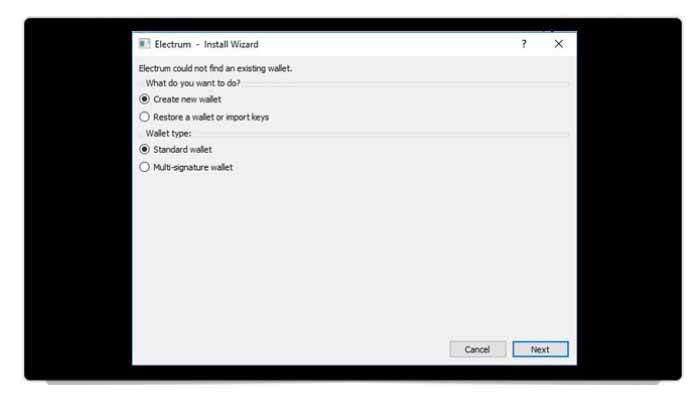 Electrum - Install Wizard
Electrum could not find an existing wallet.
What do you want to do?
Create new wallet
Restore a wallet or import keys
Wallet type:
Standard wallet
Multi-signature wallet
Cancel Next